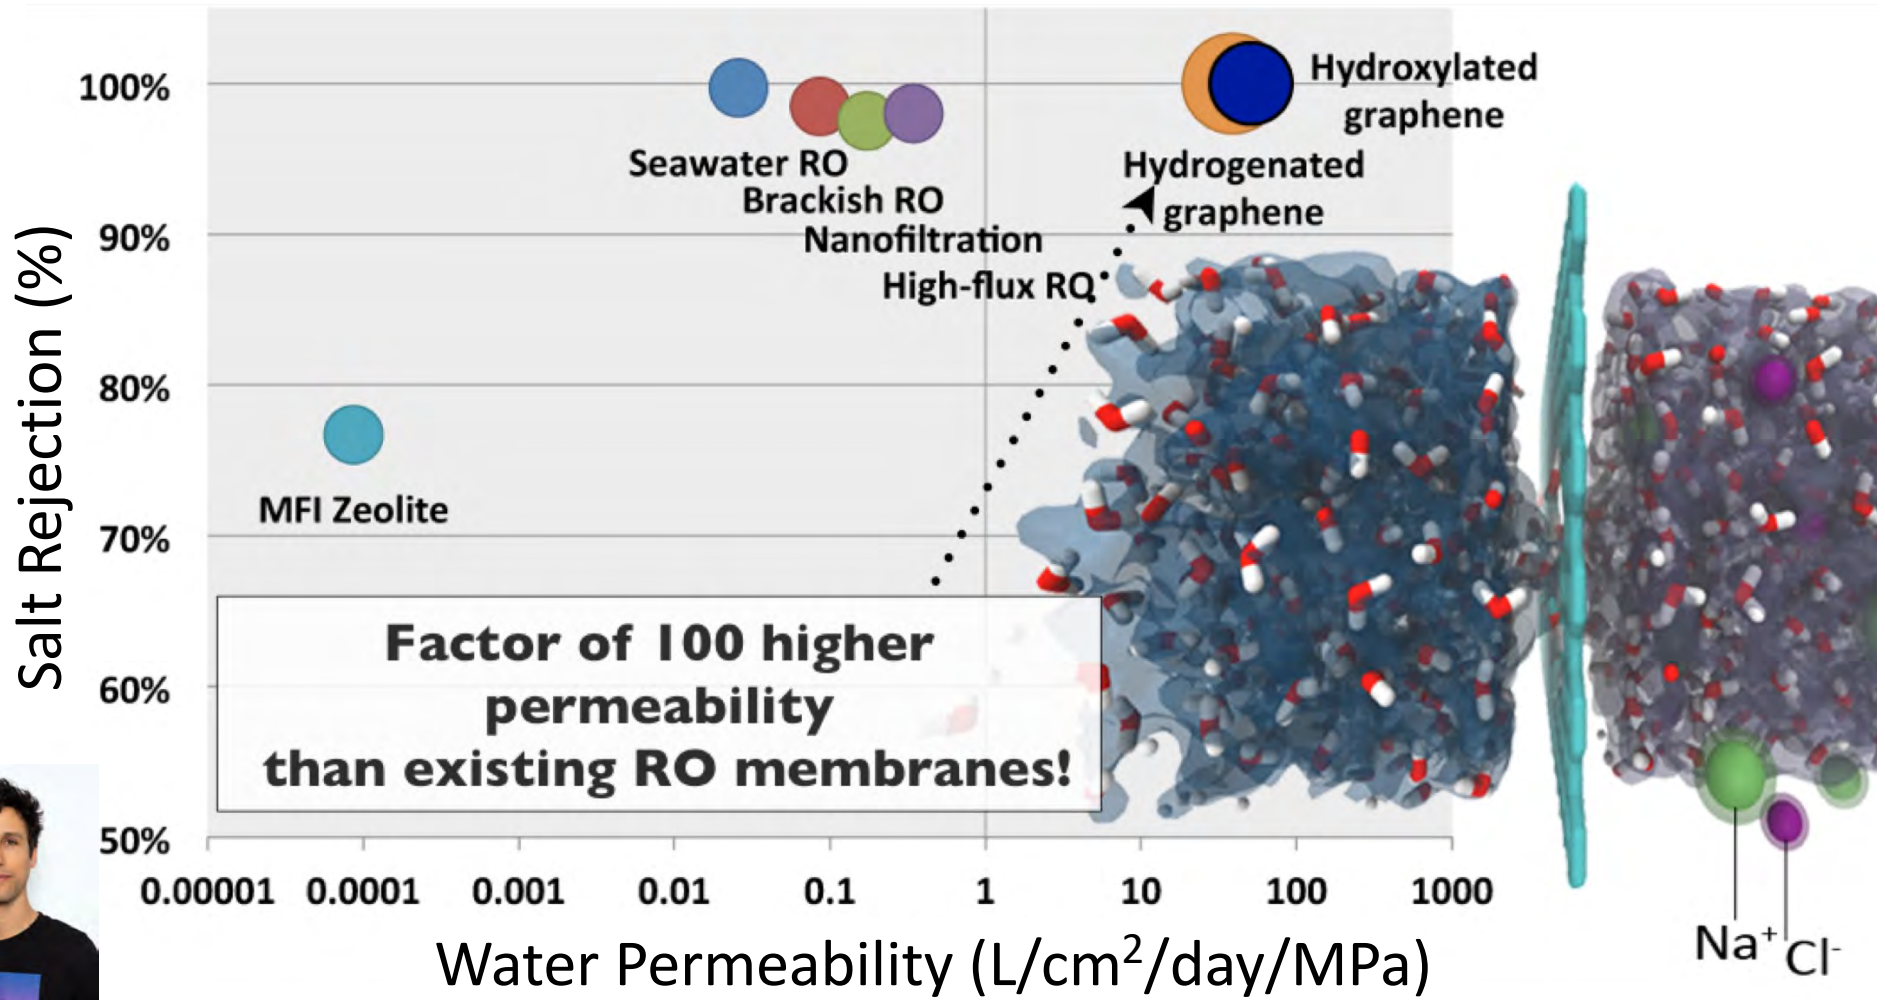 100%
90%
80%
70%
60%
50%
Salt Rejection (%)
Hydroxylated
graphene
Hydrogenated
graphene
Seawater RO
Brackish RO
Nanofiltration
High-flux RO
MFI Zeolite
Factor of 100 higher
permeability
than existing RO membranes!
0.00001 0.0001 0.001 0.01 0.1 1 10 100 1000
Water Permeability (L/cm²/day/MPa)
Na⁺ Cl⁻